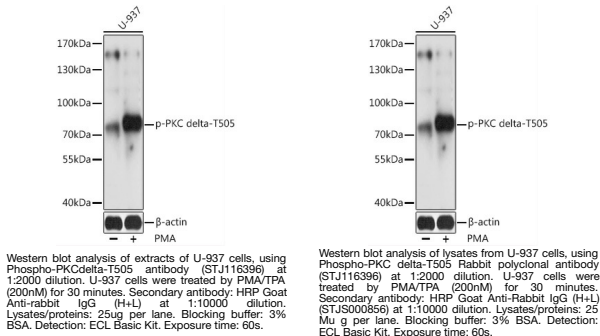 U-937
170kDa
130kDa
100kDa
p-PKC delta-T505
70kDa
55kDa
40kDa
β-actin
− + PMA
Western blot analysis of extracts of U-937 cells, using
Phospho-PKCdelta-T505 antibody (STJ116396) at
1:2000 dilution. U-937 cells were treated by PMA/TPA
(200nM) for 30 minutes. Secondary antibody: HRP Goat
Anti-rabbit IgG (H+L) at 1:10000 dilution.
Lysates/proteins: 25ug per lane. Blocking buffer: 3%
BSA. Detection: ECL Basic Kit. Exposure time: 60s.
U-937
170kDa
130kDa
100kDa
p-PKC delta-T505
70kDa
55kDa
40kDa
β-actin
− + PMA
Western blot analysis of lysates from U-937 cells, using
Phospho-PKC delta-T505 Rabbit polyclonal antibody
(STJ116396) at 1:2000 dilution. U-937 cells were
treated by PMA/TPA (200nM) for 30 minutes.
Secondary antibody: HRP Goat Anti-Rabbit IgG (H+L)
(STJS000856) at 1:10000 dilution. Lysates/proteins: 25
Mu g per lane. Blocking buffer: 3% BSA. Detection:
ECL Basic Kit. Exposure time: 60s.